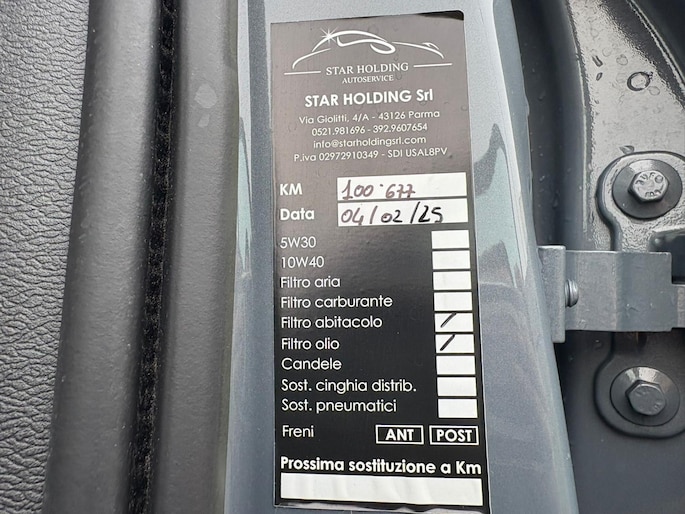 STAR HOLDING
AUTOSERVICE
STAR HOLDING Srl
Via Giolitti, 4/A - 43126 Parma
0521.981696 - 392.9607654
info@starholdingsrl.com
P.iva 02972910349 - SDI USAL8PV
KM 100.677
Data 04/02/25
5W30
10W40
Filtro aria
Filtro carburante
Filtro abitacolo
Filtro olio
Candele
Sost. cinghia distrib.
Sost. pneumatici
Freni ANT POST
Prossima sostituzione a Km